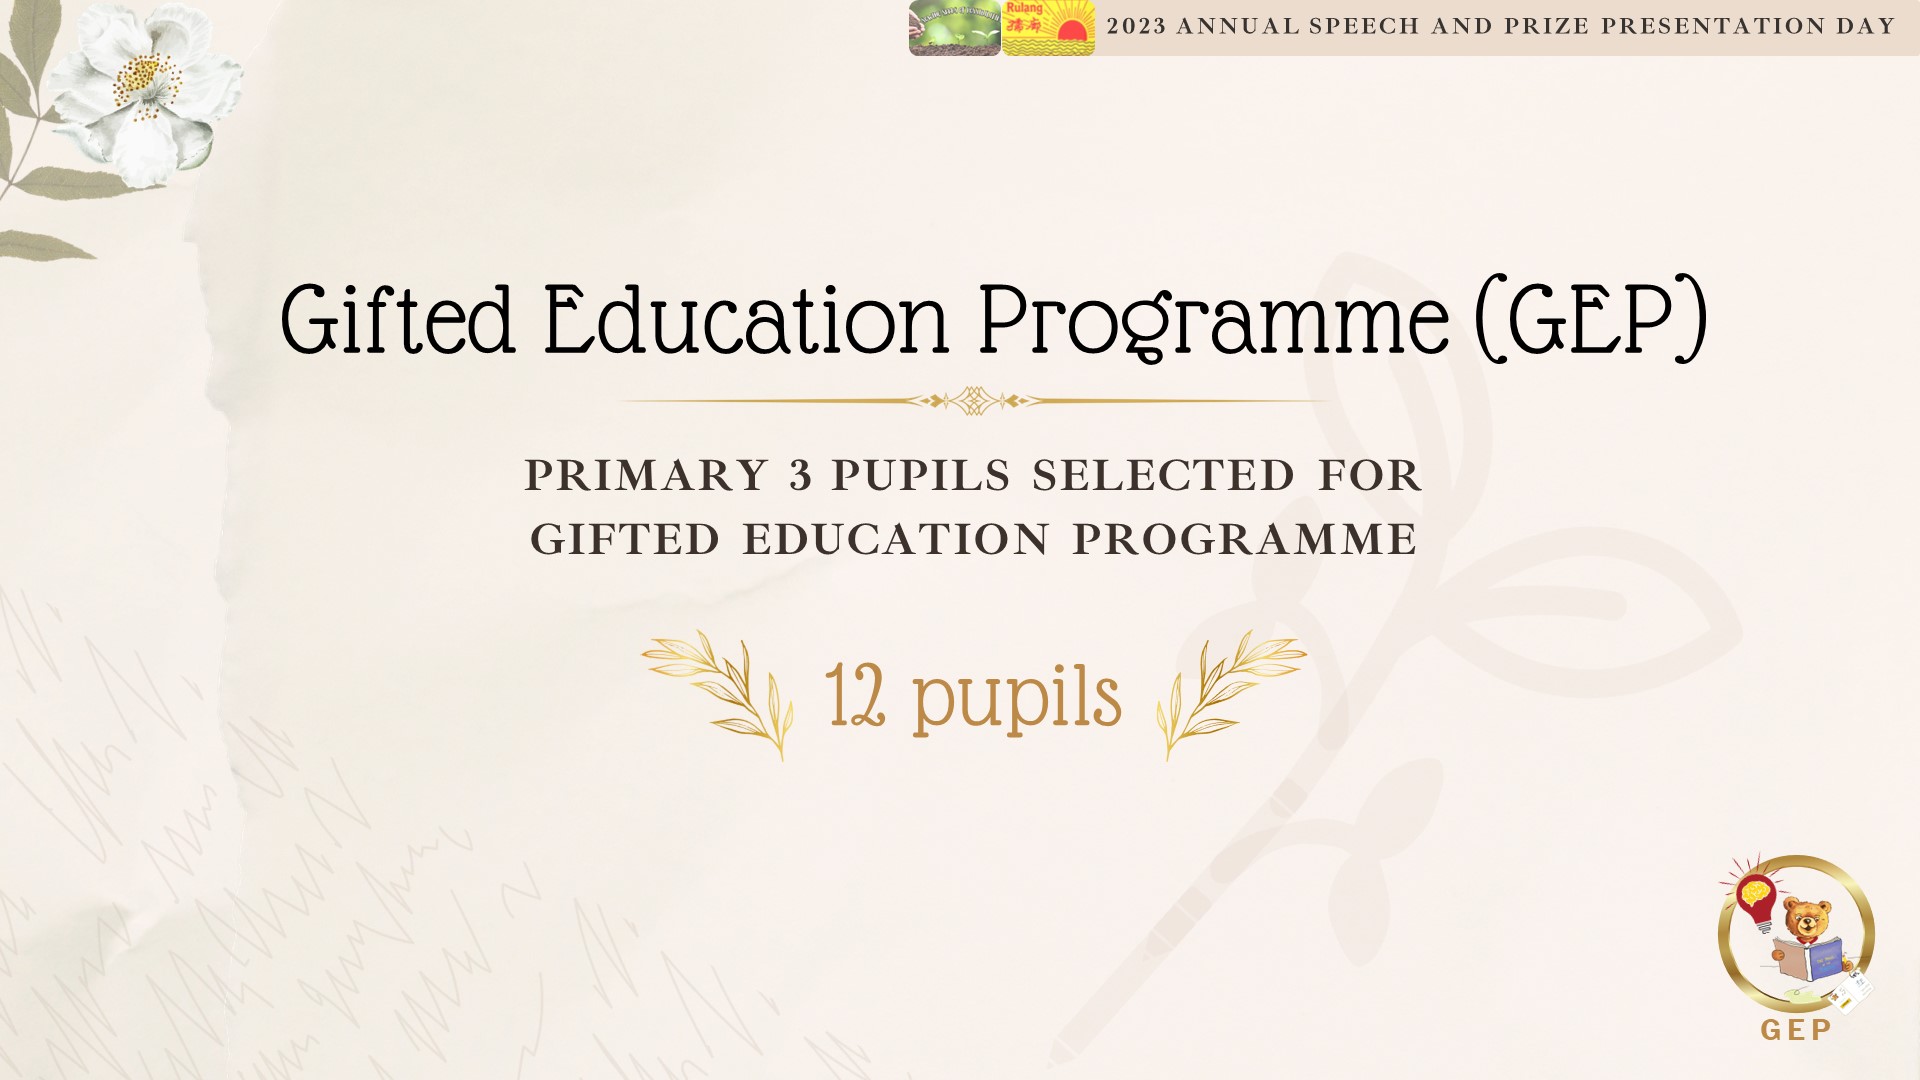 Rulang
2023 ANNUAL SPEECH AND PRIZE PRESENTATION DAY
Gifted Education Programme (GEP)
PRIMARY 3 PUPILS SELECTED FOR
GIFTED EDUCATION PROGRAMME
12 pupils
GEP